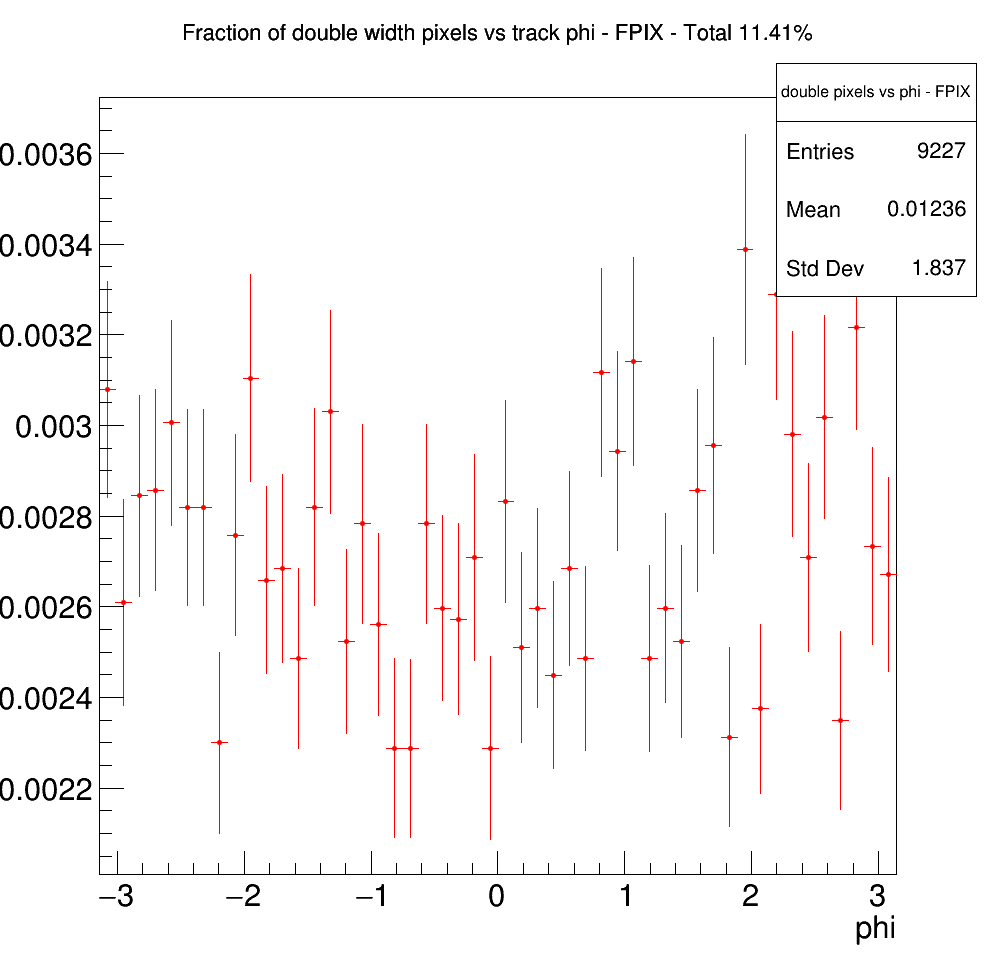 Fraction of double width pixels vs track phi - FPIX - Total 11.41%
double pixels vs phi - FPIX
Entries 9227
Mean 0.01236
Std Dev 1.837
0.0036
0.0034
0.0032
0.003
0.0028
0.0026
0.0024
0.0022
−3 −2 −1 0 1 2 3
phi